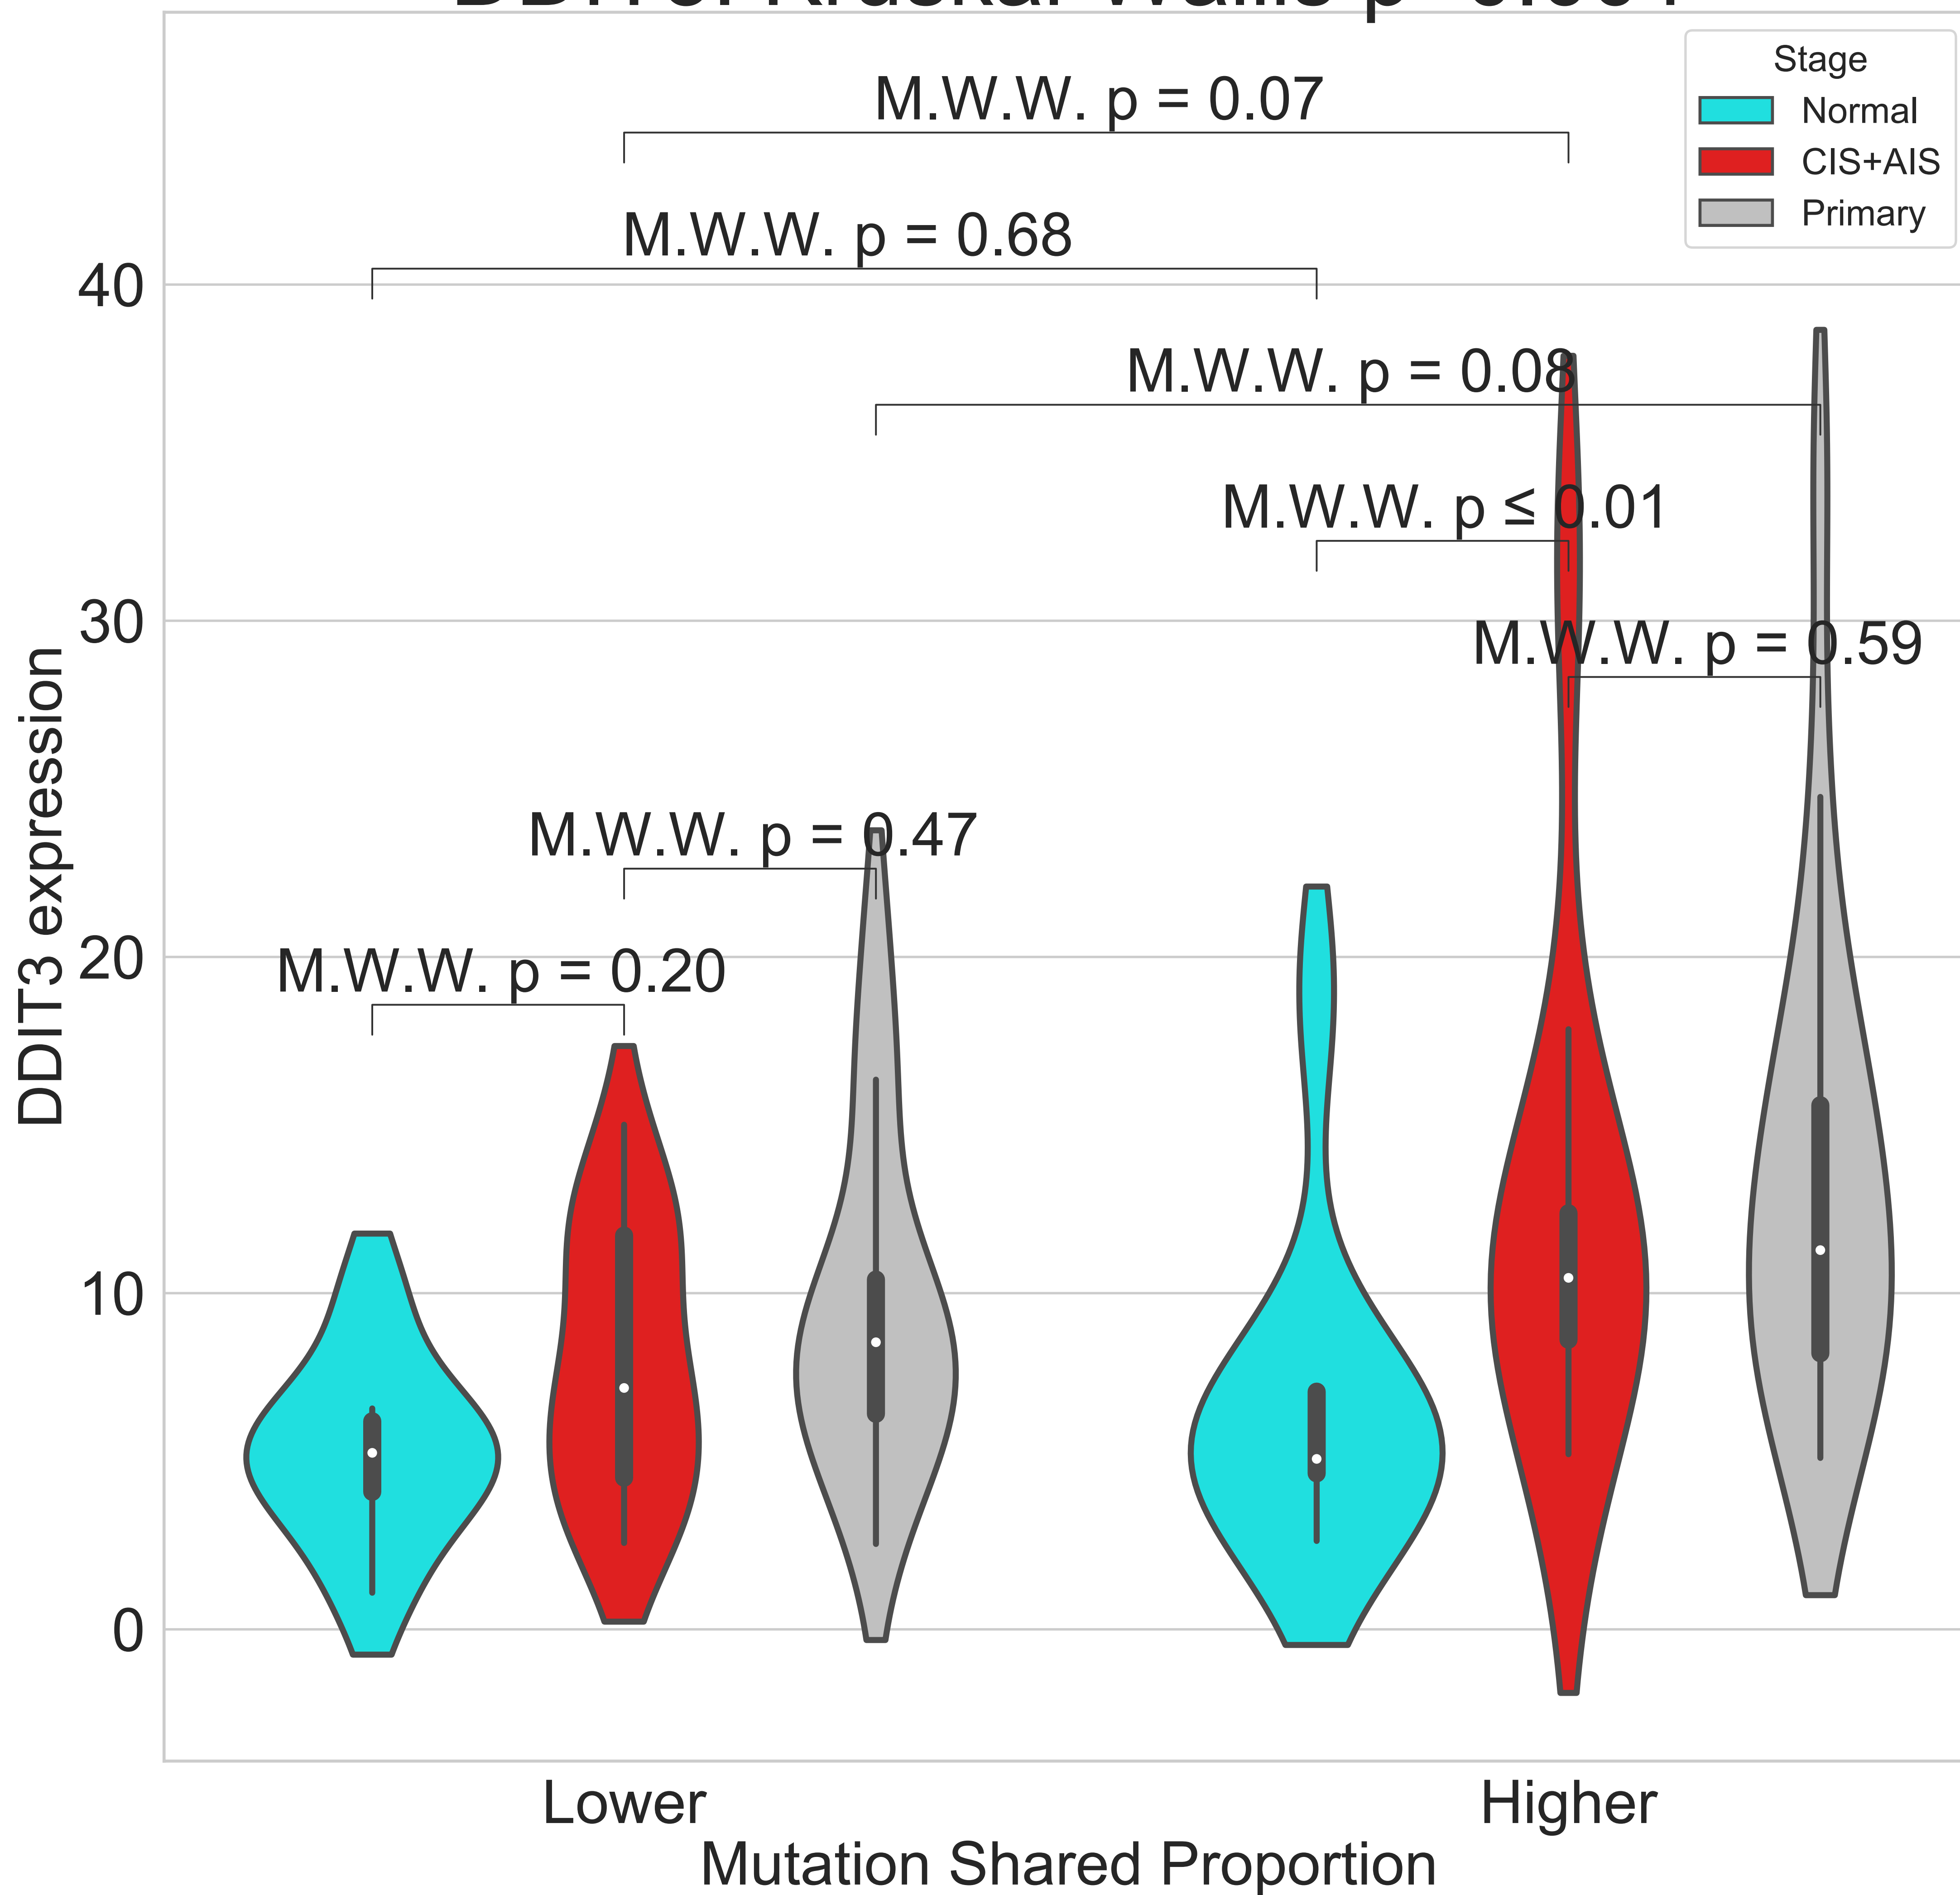 Stage
Normal
CIS+AIS
Primary
M.W.W. p = 0.07
M.W.W. p = 0.68
M.W.W. p = 0.08
M.W.W. p ≤ 0.01
M.W.W. p = 0.59
M.W.W. p = 0.47
M.W.W. p = 0.20
40
30
20
10
0
DDIT3 expression
Lower
Higher
Mutation Shared Proportion